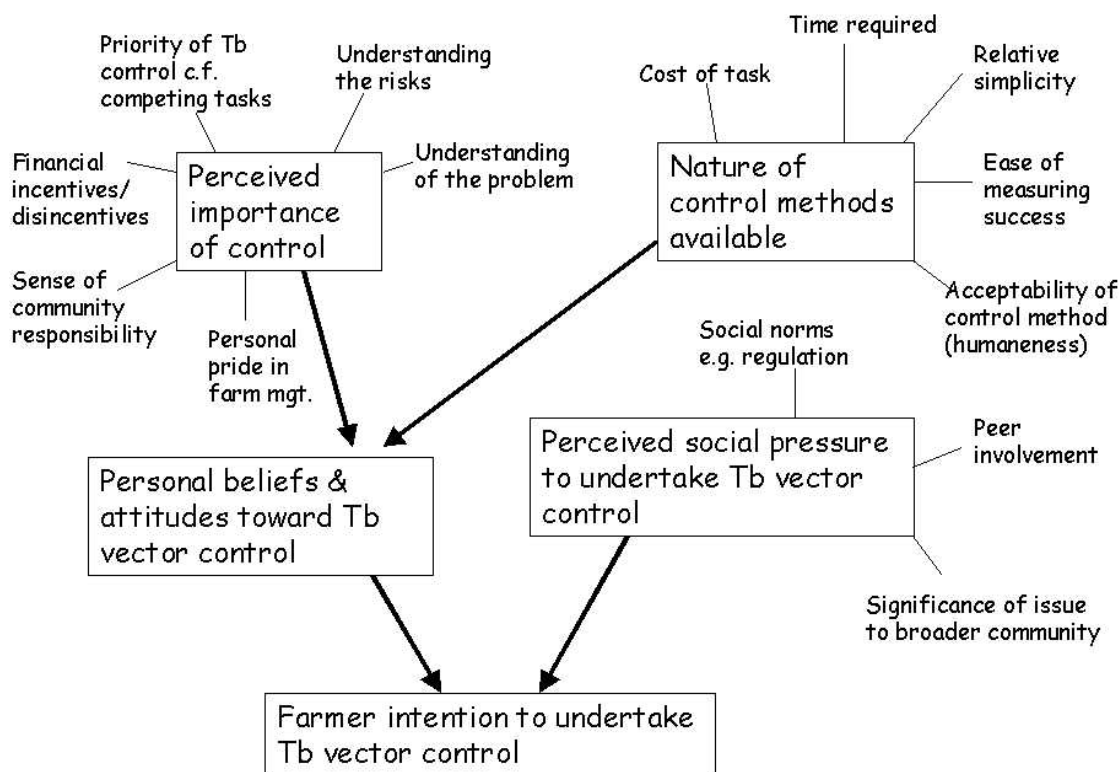 Priority of Tb
control c.f.
competing tasks
Understanding
the risks
Financial
incentives/
disincentives
Perceived
importance
of control
Understanding
of the problem
Sense of
community
responsibility
Personal
pride in
farm mgt.
Time required
Cost of task
Relative
simplicity
Nature of
control methods
available
Ease of
measuring
success
Acceptability of
control method
(humaneness)
Social norms
e.g. regulation
Perceived social pressure
to undertake Tb vector
control
Peer
involvement
Significance of issue
to broader community
Personal beliefs &
attitudes toward Tb
vector control
Farmer intention to undertake
Tb vector control